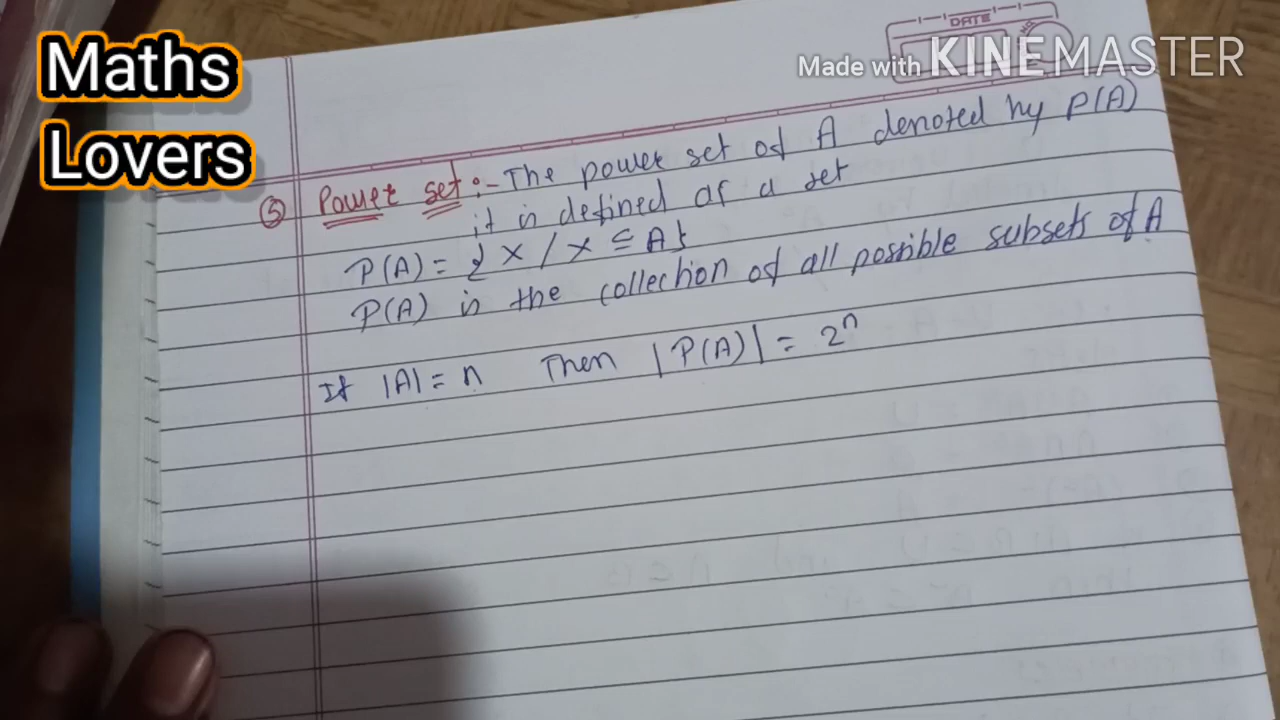 Maths
Lovers
Made with KINEMASTER
DATE
⑤ Power set :- The power set of A denoted by P(A)
it is defined as a set
P(A) = { X / X ⊆ A }
P(A) is the collection of all possible subsets of A
If |A| = n Then |P(A)| = 2ⁿ